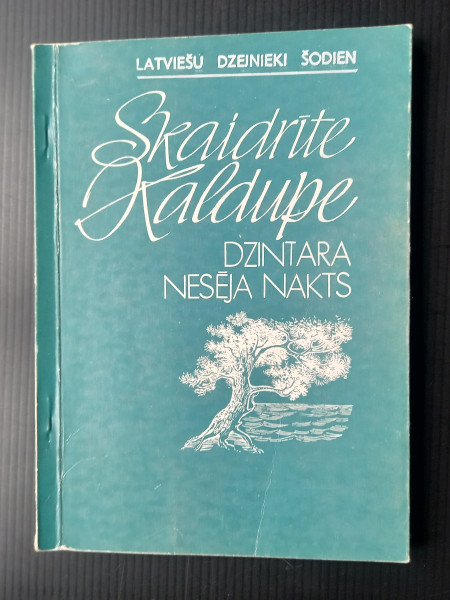 LATVIEŠU DZEJNIEKI ŠODIEN
Skaidrīte
Kaldupe
DZINTARA
NESĒJA NAKTS